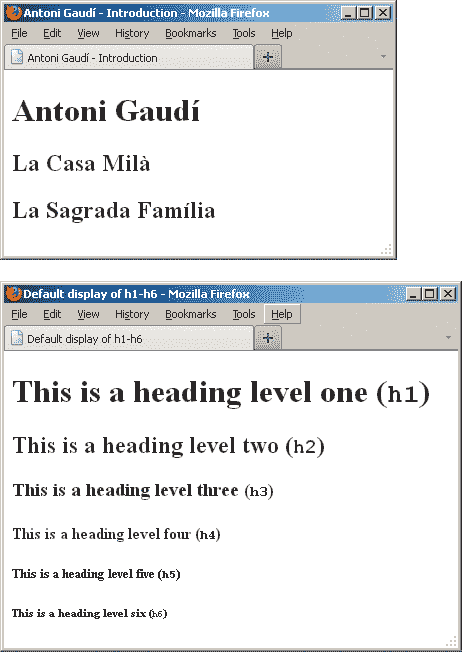 Antoni Gaudí - Introduction - Mozilla Firefox
File Edit View History Bookmarks Tools Help
Antoni Gaudí - Introduction
Antoni Gaudí
La Casa Milà
La Sagrada Família
Default display of h1-h6 - Mozilla Firefox
File Edit View History Bookmarks Tools Help
Default display of h1-h6
This is a heading level one (h1)
This is a heading level two (h2)
This is a heading level three (h3)
This is a heading level four (h4)
This is a heading level five (h5)
This is a heading level six (h6)